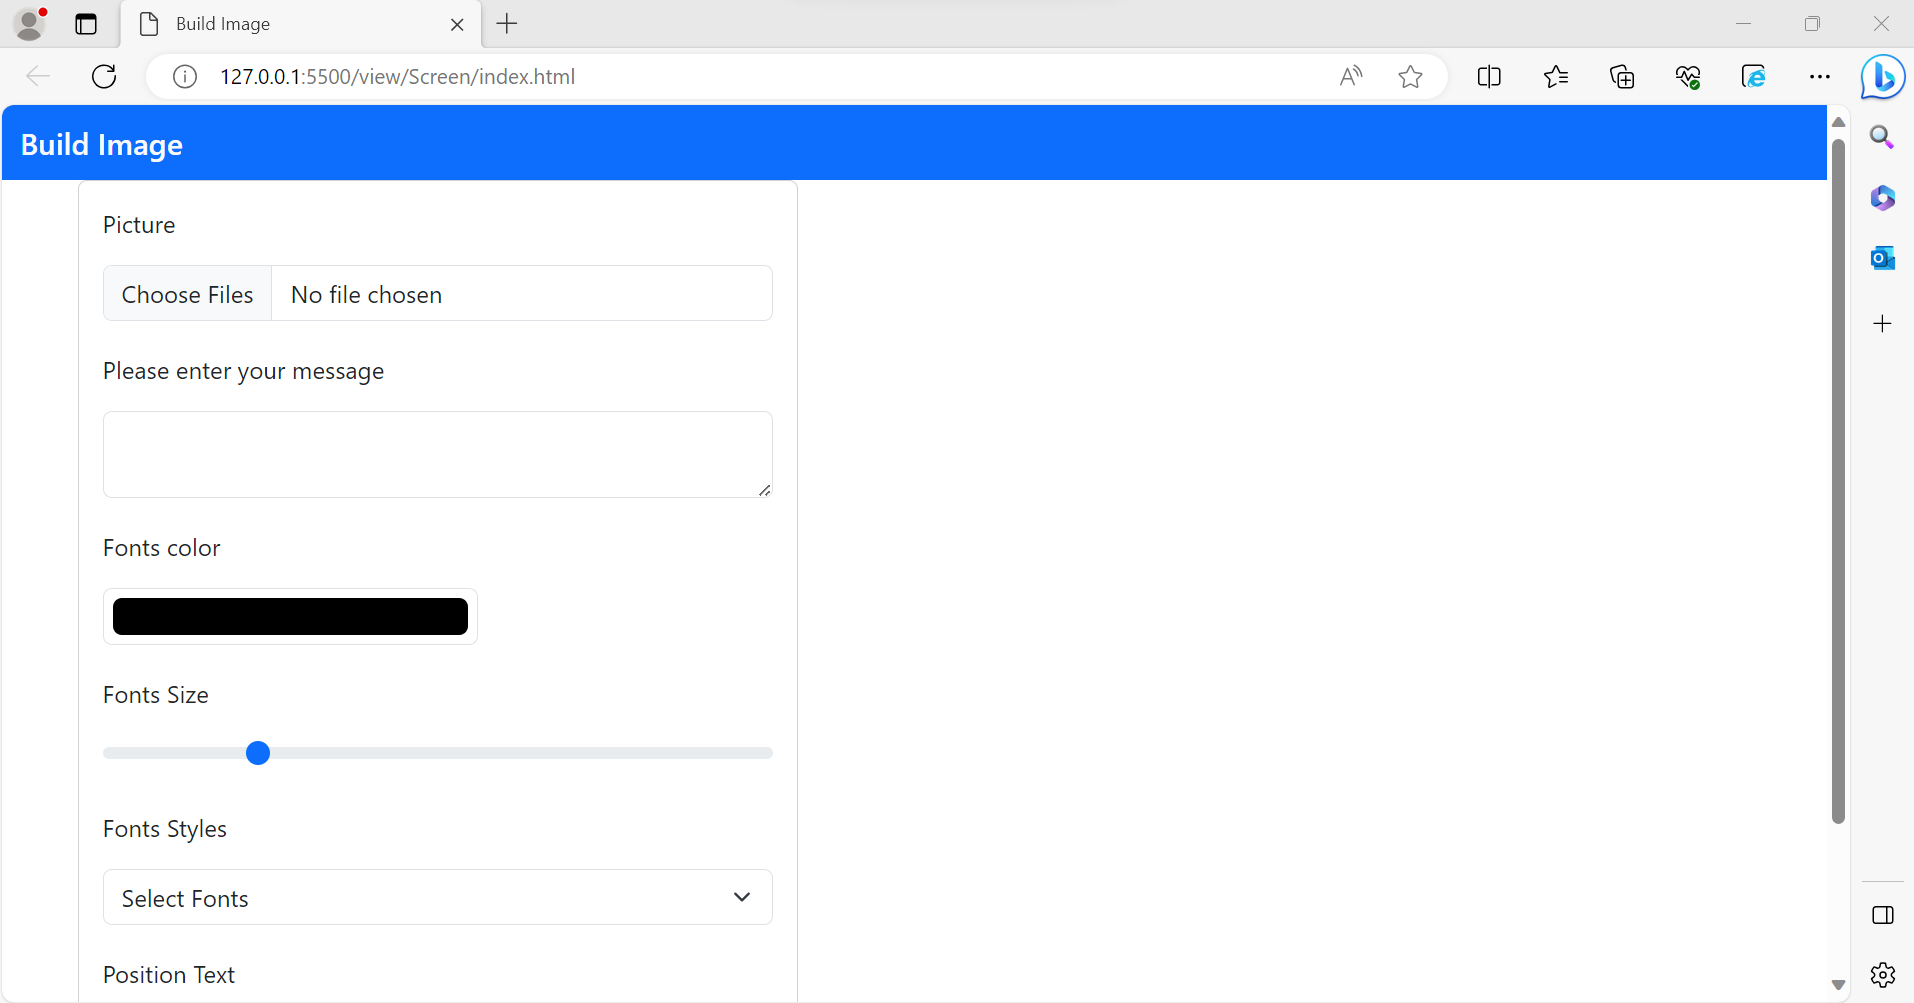 Build Image
127.0.0.1:5500/view/Screen/index.html
Build Image
Picture
Choose Files No file chosen
Please enter your message
Fonts color
Fonts Size
Fonts Styles
Select Fonts
Position Text